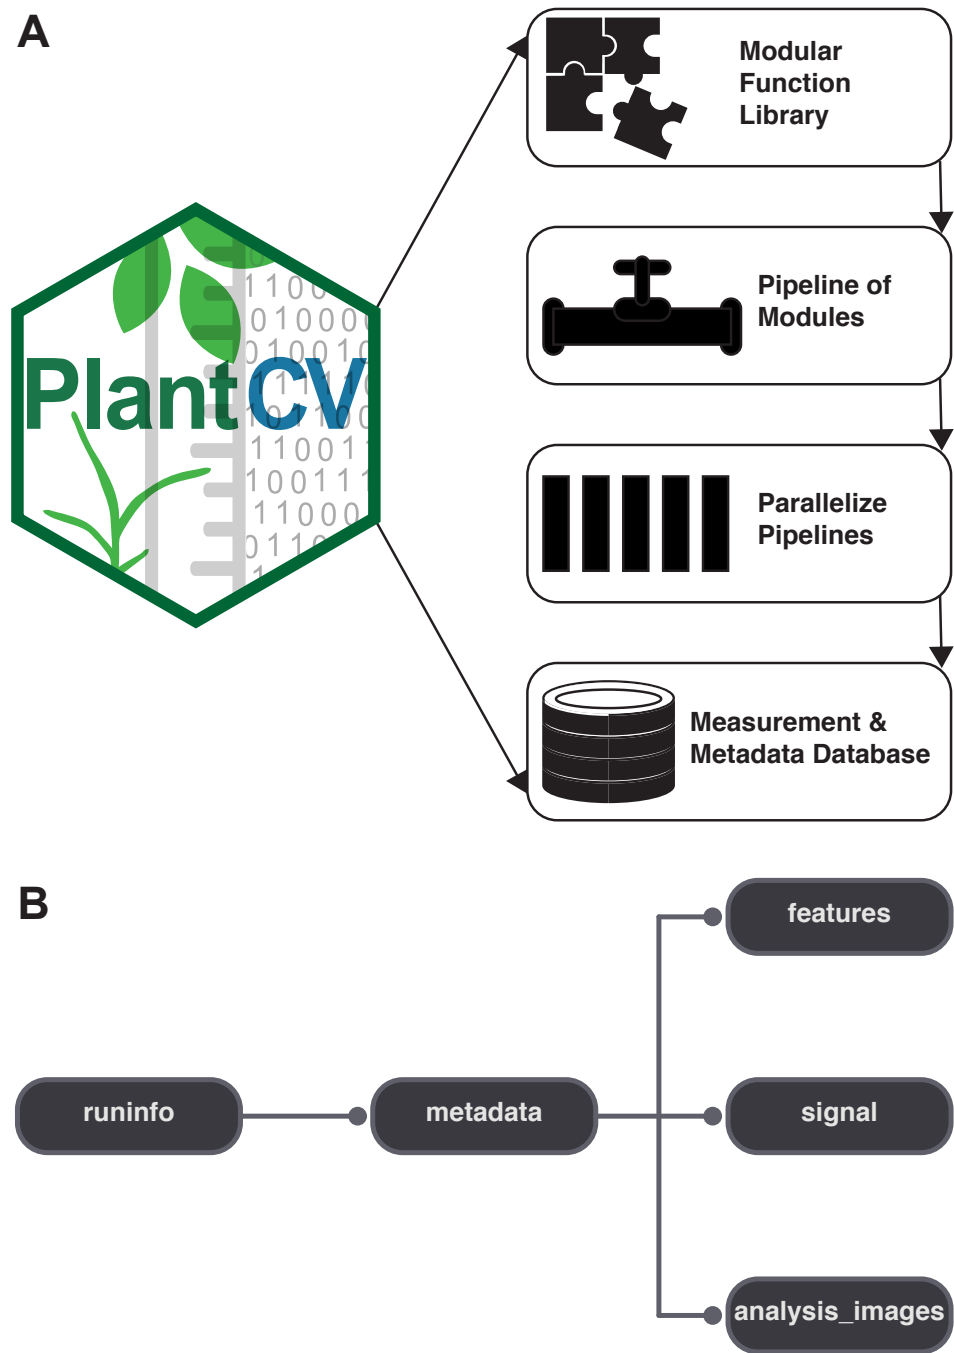 A
Modular
Function
Library
Pipeline of
Modules
PlantCV
Parallelize
Pipelines
Measurement &
Metadata Database
B
features
runinfo
metadata
signal
analysis_images